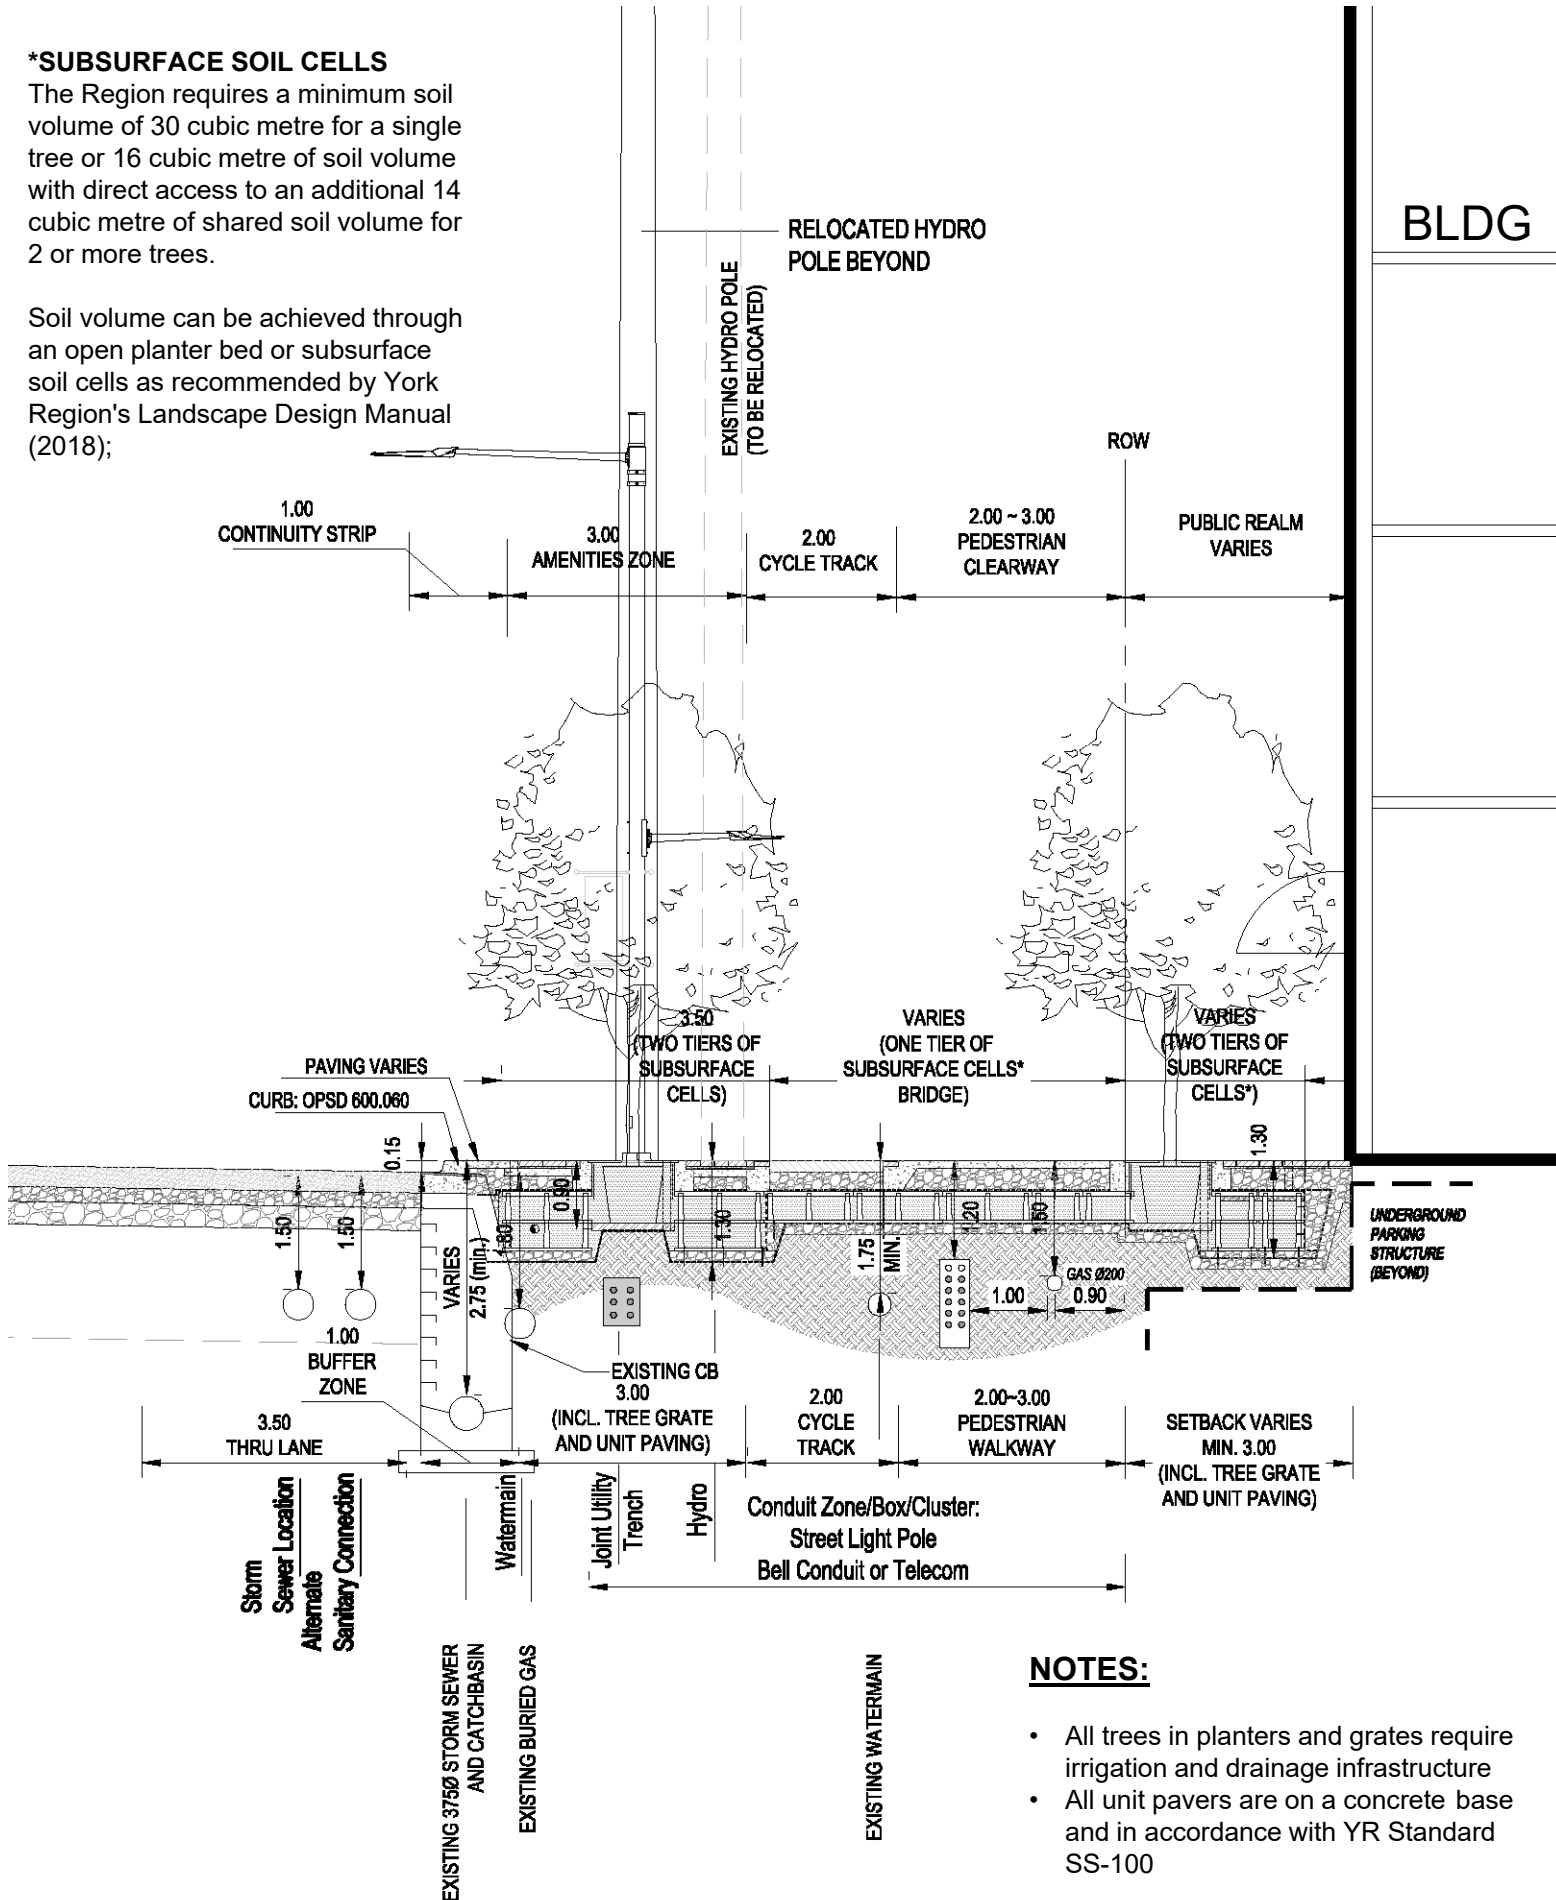 *SUBSURFACE SOIL CELLS
The Region requires a minimum soil
volume of 30 cubic metre for a single
tree or 16 cubic metre of soil volume
with direct access to an additional 14
cubic metre of shared soil volume for
2 or more trees.
Soil volume can be achieved through
an open planter bed or subsurface
soil cells as recommended by York
Region's Landscape Design Manual
(2018);
BLDG
RELOCATED HYDRO
POLE BEYOND
EXISTING HYDRO POLE
(TO BE RELOCATED)
ROW
1.00
CONTINUITY STRIP
3.00
AMENITIES ZONE
2.00
CYCLE TRACK
2.00 ~ 3.00
PEDESTRIAN
CLEARWAY
PUBLIC REALM
VARIES
3.50
(TWO TIERS OF
SUBSURFACE
CELLS)
VARIES
(ONE TIER OF
SUBSURFACE CELLS*
BRIDGE)
VARIES
(TWO TIERS OF
SUBSURFACE
CELLS*)
PAVING VARIES
CURB: OPSD 600.060
0.15
1.50
1.50
VARIES
2.75 (min.)
1.80
0.90
1.30
1.75
MIN.
1.20
1.50
1.30
GAS Ø200
1.00
0.90
UNDERGROUND
PARKING
STRUCTURE
(BEYOND)
1.00
BUFFER
ZONE
EXISTING CB
3.50
THRU LANE
3.00
(INCL. TREE GRATE
AND UNIT PAVING)
2.00
CYCLE
TRACK
2.00~3.00
PEDESTRIAN
WALKWAY
SETBACK VARIES
MIN. 3.00
(INCL. TREE GRATE
AND UNIT PAVING)
Storm
Sewer Location
Alternate
Sanitary Connection
Watermain
Joint Utility
Trench
Hydro
Conduit Zone/Box/Cluster:
Street Light Pole
Bell Conduit or Telecom
EXISTING 375Ø STORM SEWER
AND CATCHBASIN
EXISTING BURIED GAS
EXISTING WATERMAIN
NOTES:
• All trees in planters and grates require
irrigation and drainage infrastructure
• All unit pavers are on a concrete base
and in accordance with YR Standard
SS-100